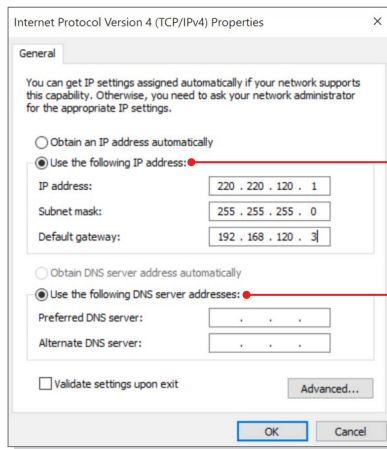 Internet Protocol Version 4 (TCP/IPv4) Properties
General
You can get IP settings assigned automatically if your network supports
this capability. Otherwise, you need to ask your network administrator
for the appropriate IP settings.
Obtain an IP address automatically
Use the following IP address:
IP address: 220 . 220 . 120 . 1
Subnet mask: 255 . 255 . 255 . 0
Default gateway: 192 . 168 . 120 . 3
Obtain DNS server address automatically
Use the following DNS server addresses:
Preferred DNS server: . . .
Alternate DNS server: . . .
Validate settings upon exit
Advanced...
OK Cancel